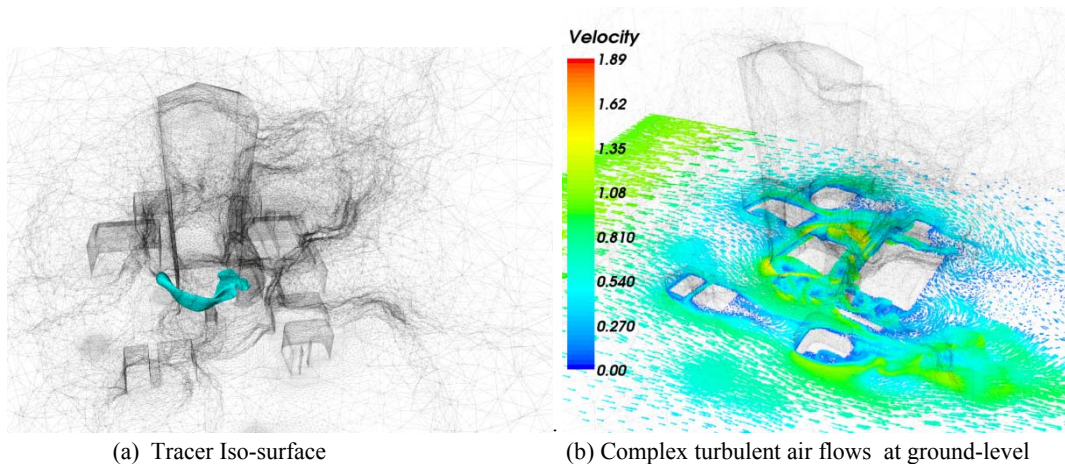 Velocity
1.89
1.62
1.35
1.08
0.810
0.540
0.270
0.00
(a) Tracer Iso-surface
(b) Complex turbulent air flows at ground-level